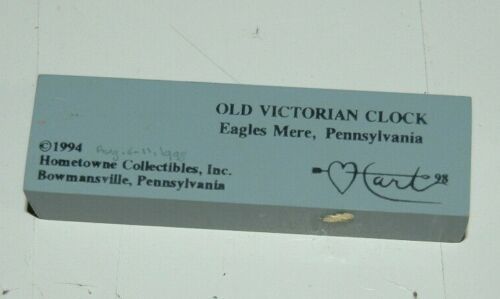 OLD VICTORIAN CLOCK
Eagles Mere, Pennsylvania
©1994
Hometowne Collectibles, Inc.
Bowmansville, Pennsylvania
Hart 98